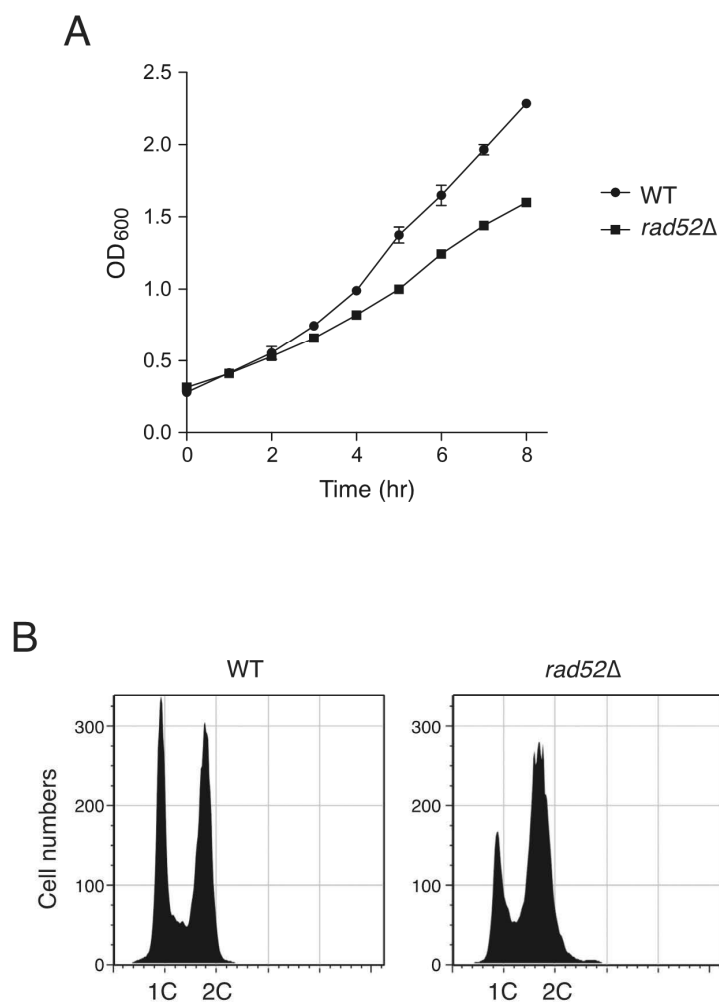 A
2.5
2.0
1.5
1.0
0.5
0.0
OD600
0 2 4 6 8
Time (hr)
WT
rad52Δ
B
WT rad52Δ
300 300
200 200
100 100
0 0
Cell numbers
1C 2C 1C 2C